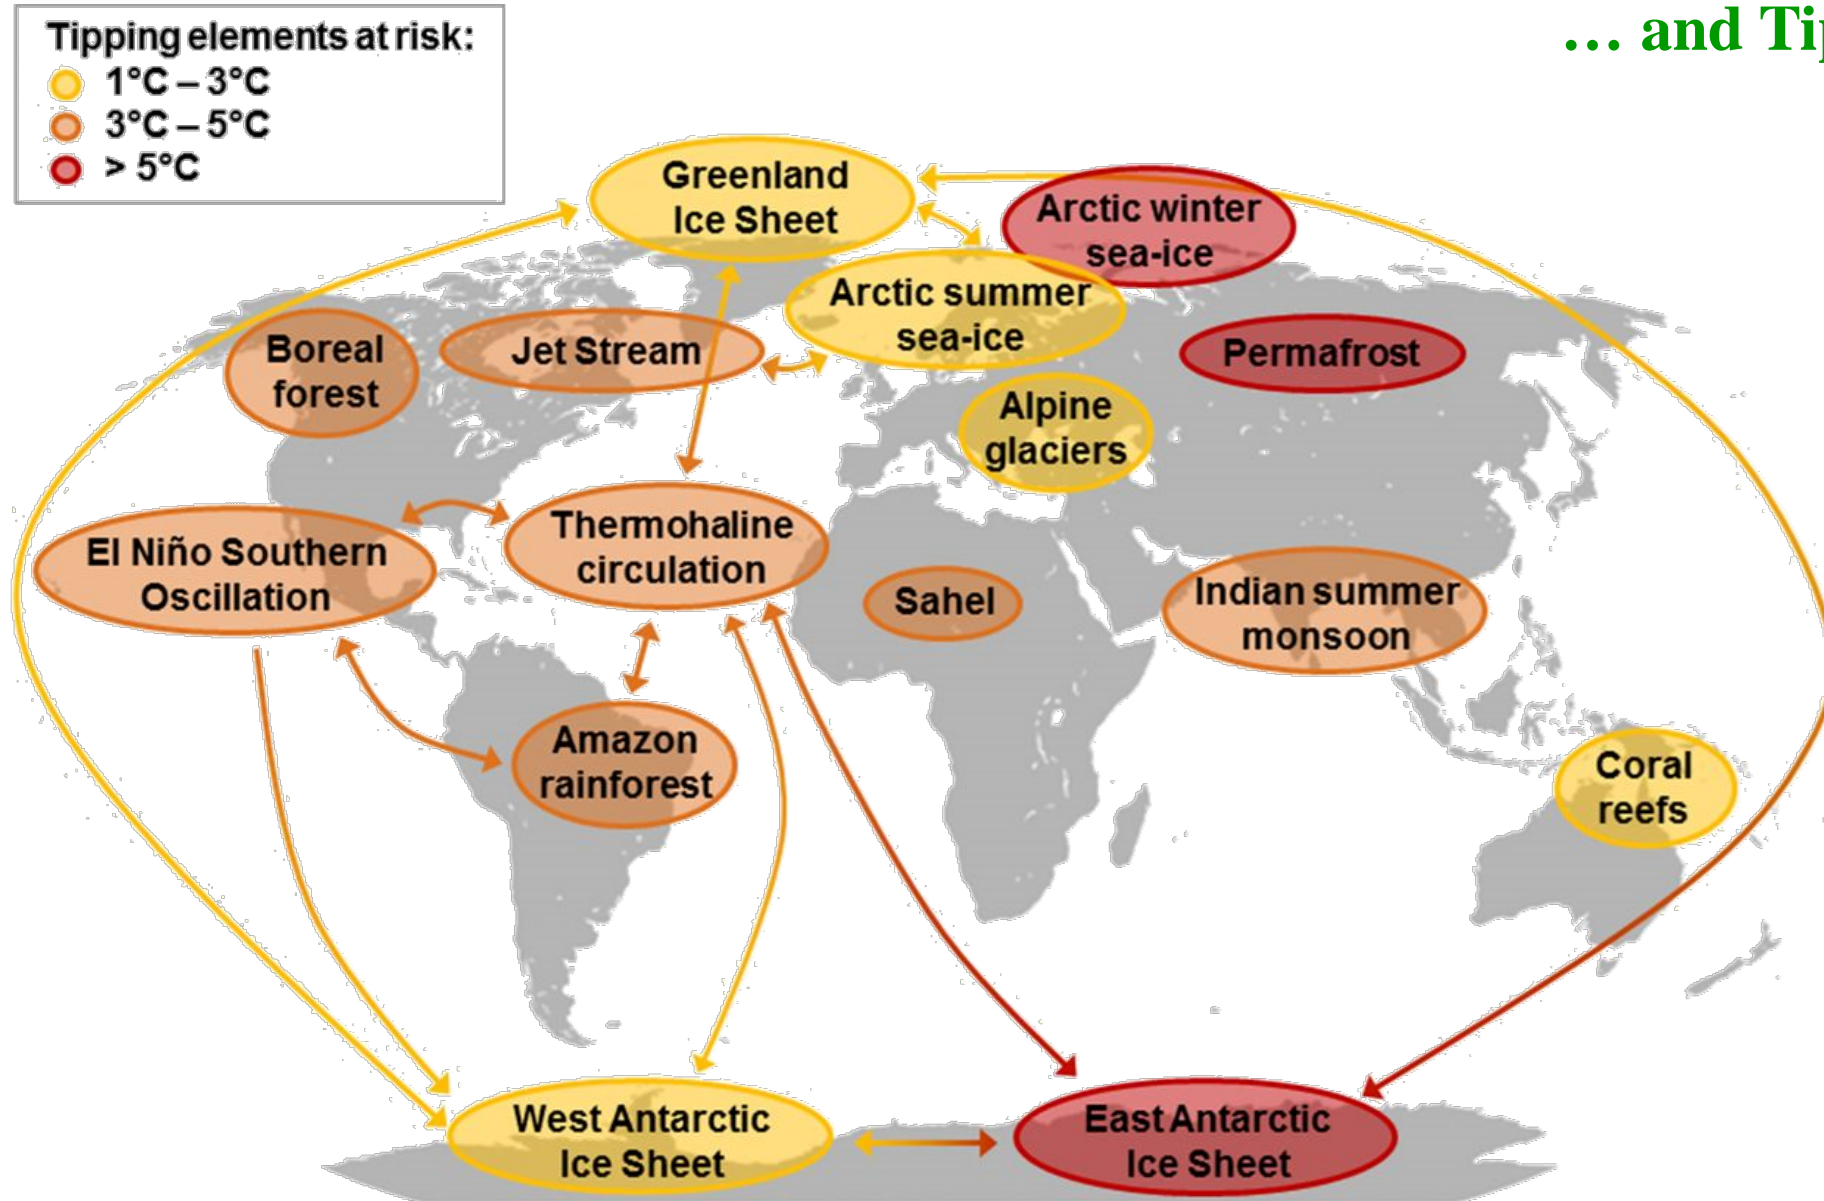 Tipping elements at risk:
1°C – 3°C
3°C – 5°C
> 5°C
… and Tip
Greenland
Ice Sheet
Arctic winter
sea-ice
Arctic summer
sea-ice
Boreal
forest
Jet Stream
Permafrost
Alpine
glaciers
El Niño Southern
Oscillation
Thermohaline
circulation
Sahel
Indian summer
monsoon
Amazon
rainforest
Coral
reefs
West Antarctic
Ice Sheet
East Antarctic
Ice Sheet